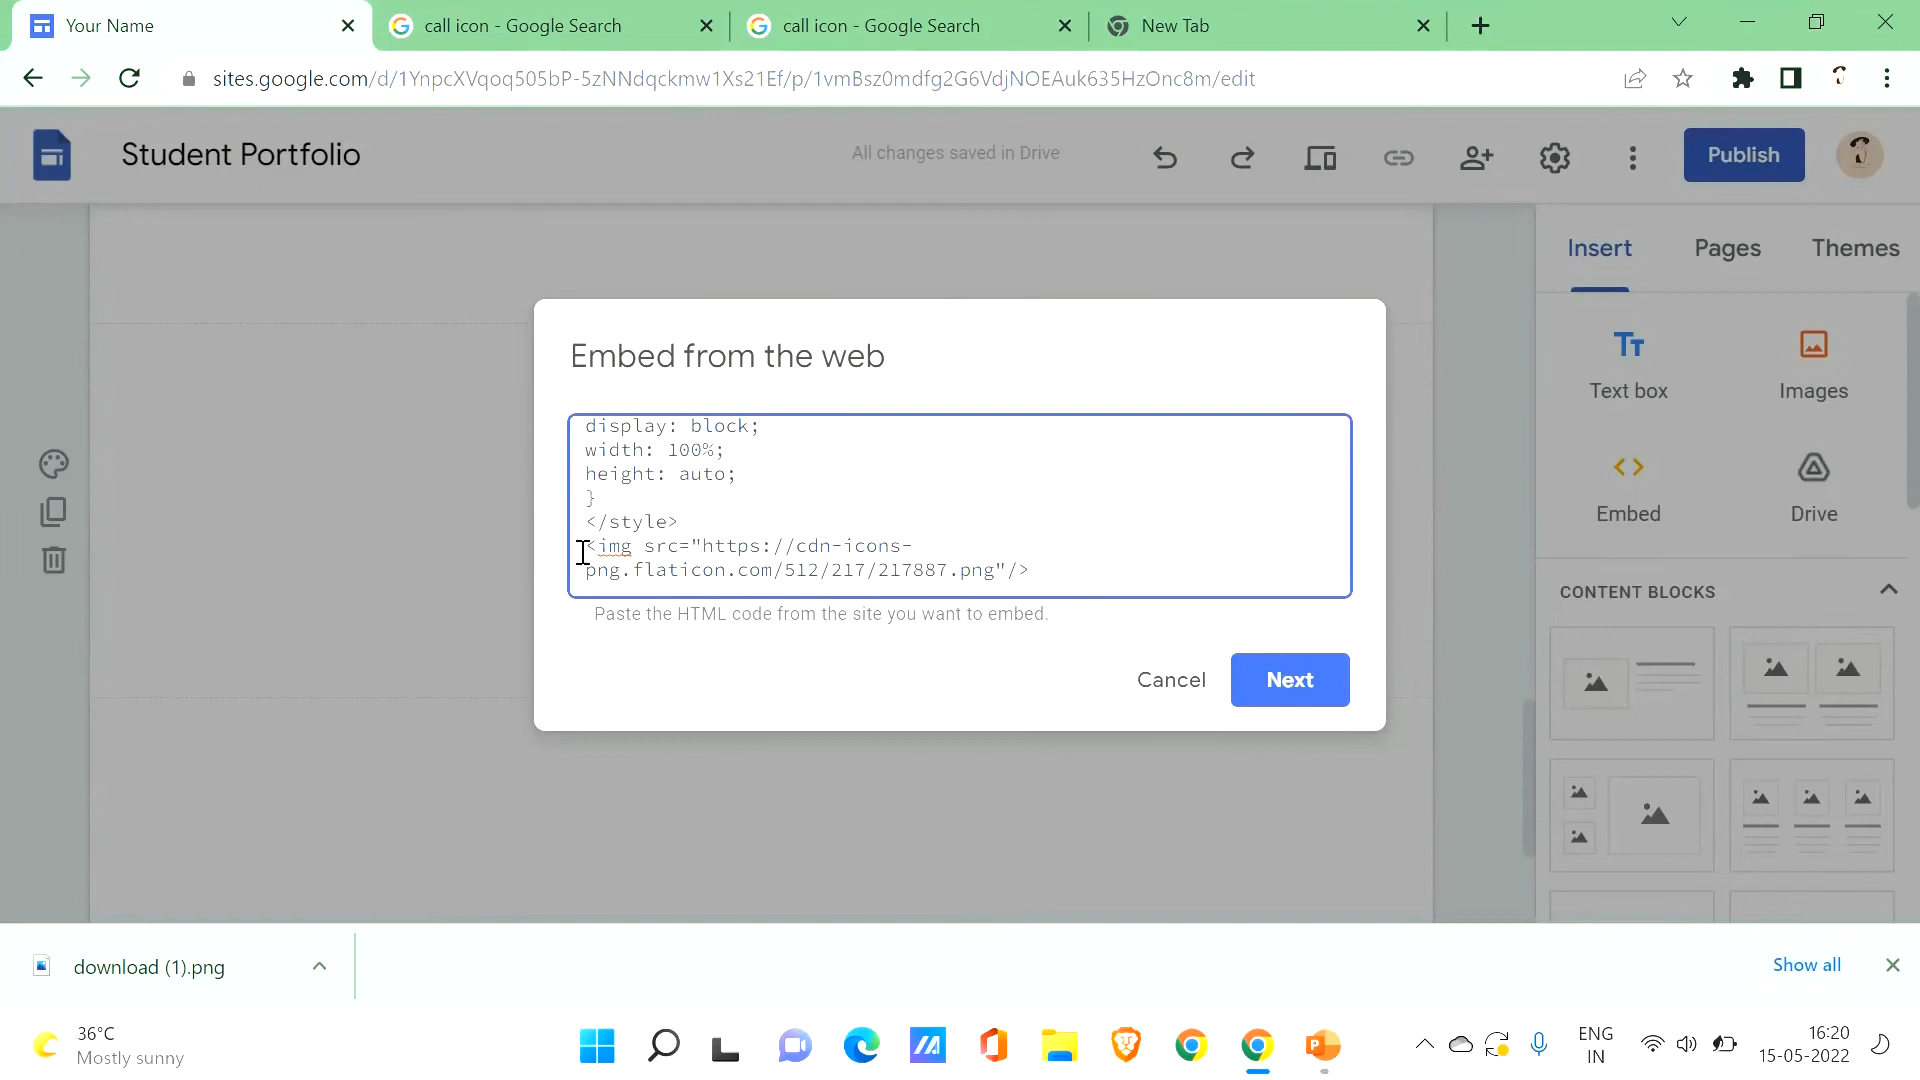 Your Name
call icon - Google Search
call icon - Google Search
New Tab
sites.google.com/d/1YnpcXVqoq505bP-5zNNdqckmw1Xs21Ef/p/1vmBsz0mdfg2G6VdjNOEAuk635HzOnc8m/edit
Student Portfolio
All changes saved in Drive
Publish
Insert
Pages
Themes
Embed from the web
display: block;
width: 100%;
height: auto;
}
</style>
<img src="https://cdn-icons-
png.flaticon.com/512/217/217887.png"/>
Paste the HTML code from the site you want to embed.
Cancel
Next
Text box
Images
Embed
Drive
CONTENT BLOCKS
download (1).png
Show all
36°C
Mostly sunny
ENG
IN
16:20
15-05-2022